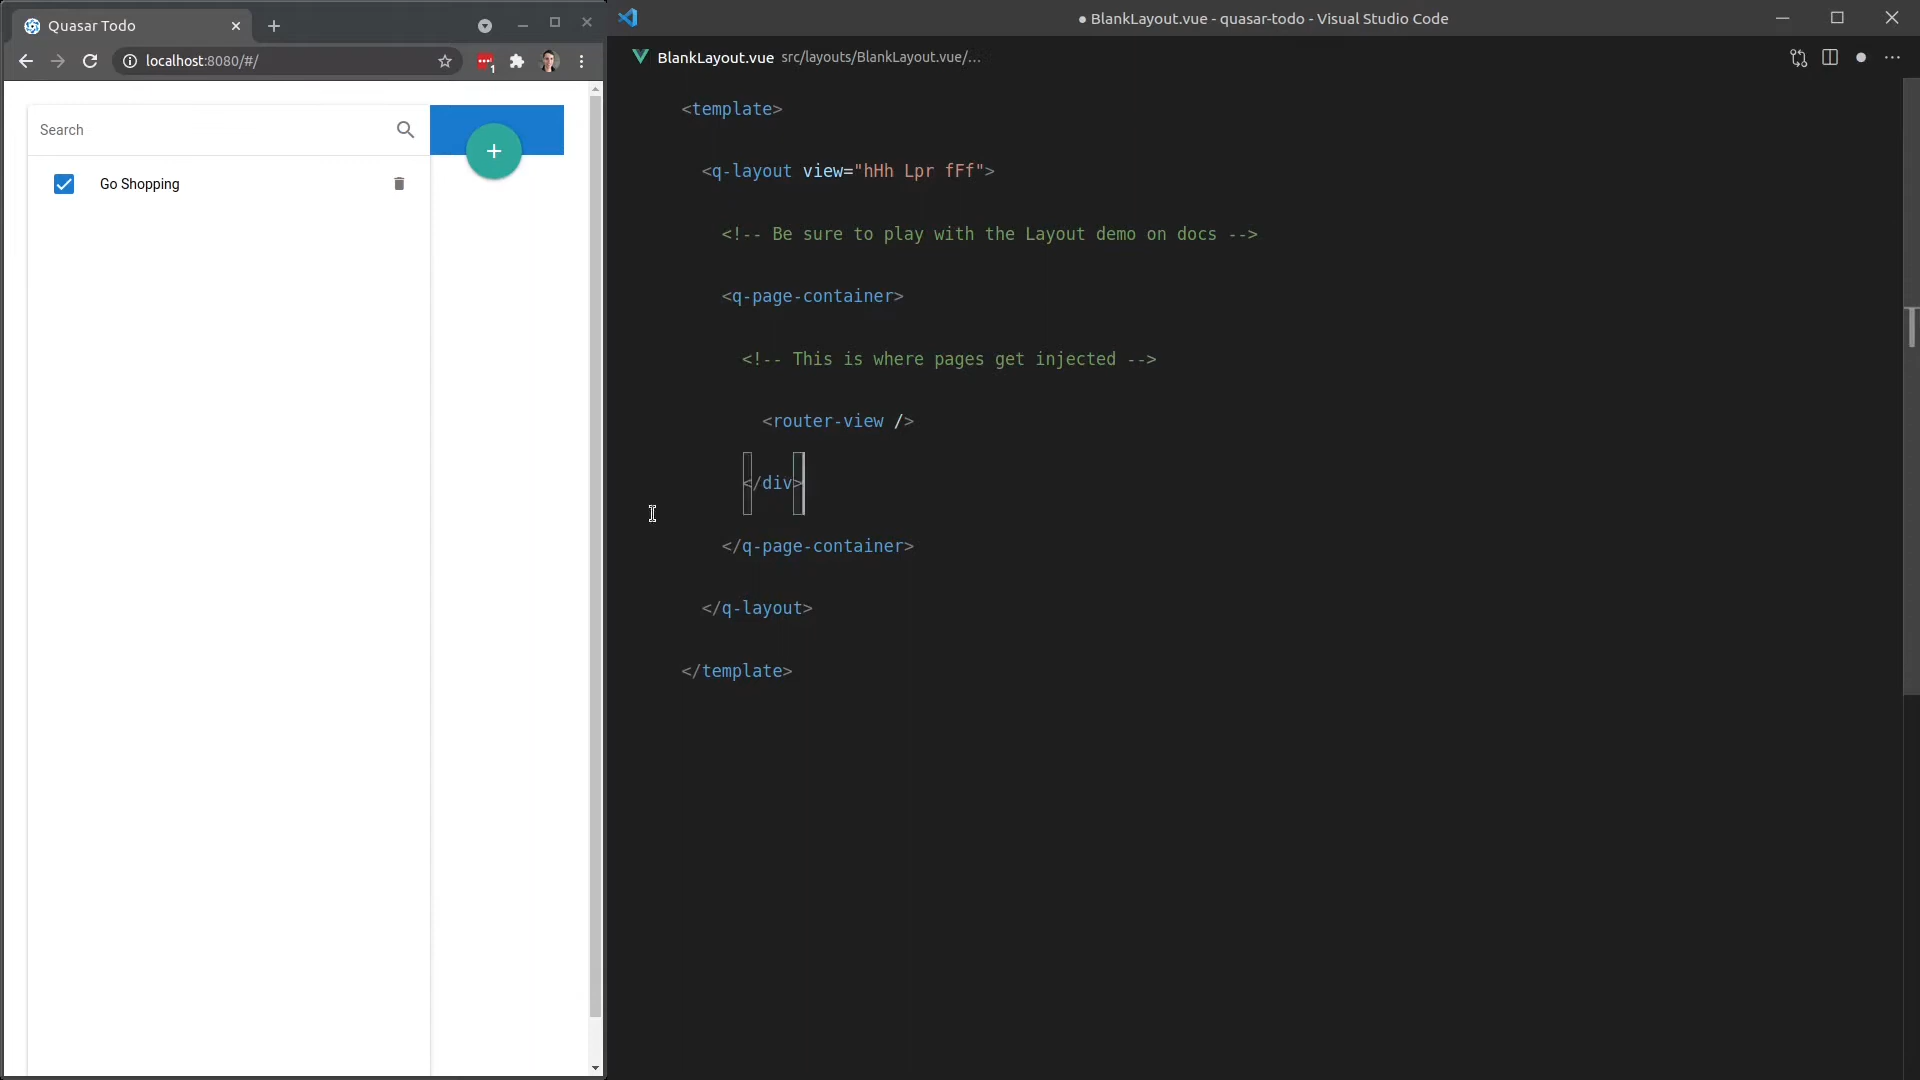 Quasar Todo
localhost:8080/#/
1
Search
+
Go Shopping
● BlankLayout.vue - quasar-todo - Visual Studio Code
BlankLayout.vue src/layouts/BlankLayout.vue/...
<template>
<q-layout view="hHh Lpr fFf">
<!-- Be sure to play with the Layout demo on docs -->
<q-page-container>
<!-- This is where pages get injected -->
<router-view />
</div>
</q-page-container>
</q-layout>
</template>